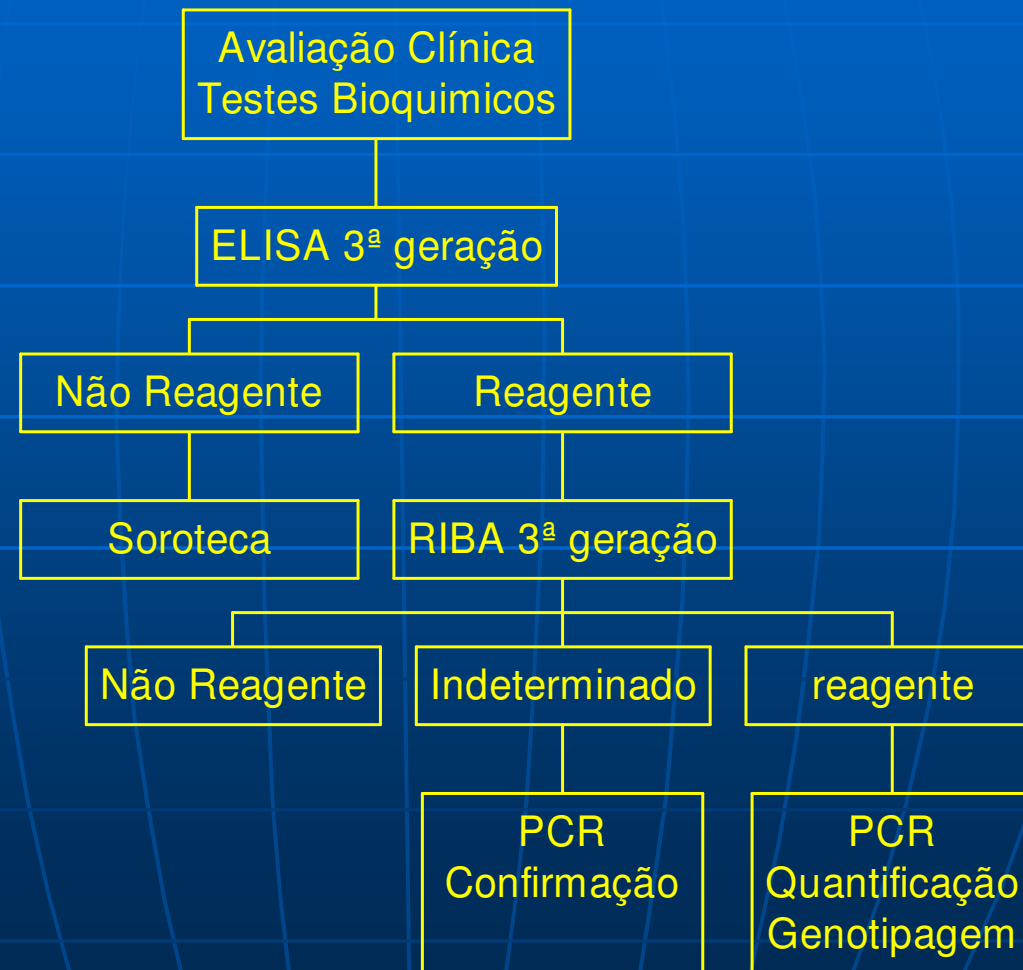 Avaliação Clínica
Testes Bioquimicos
ELISA 3ª geração
Não Reagente
Reagente
Soroteca
RIBA 3ª geração
Não Reagente
Indeterminado
reagente
PCR
Confirmação
PCR
Quantificação
Genotipagem